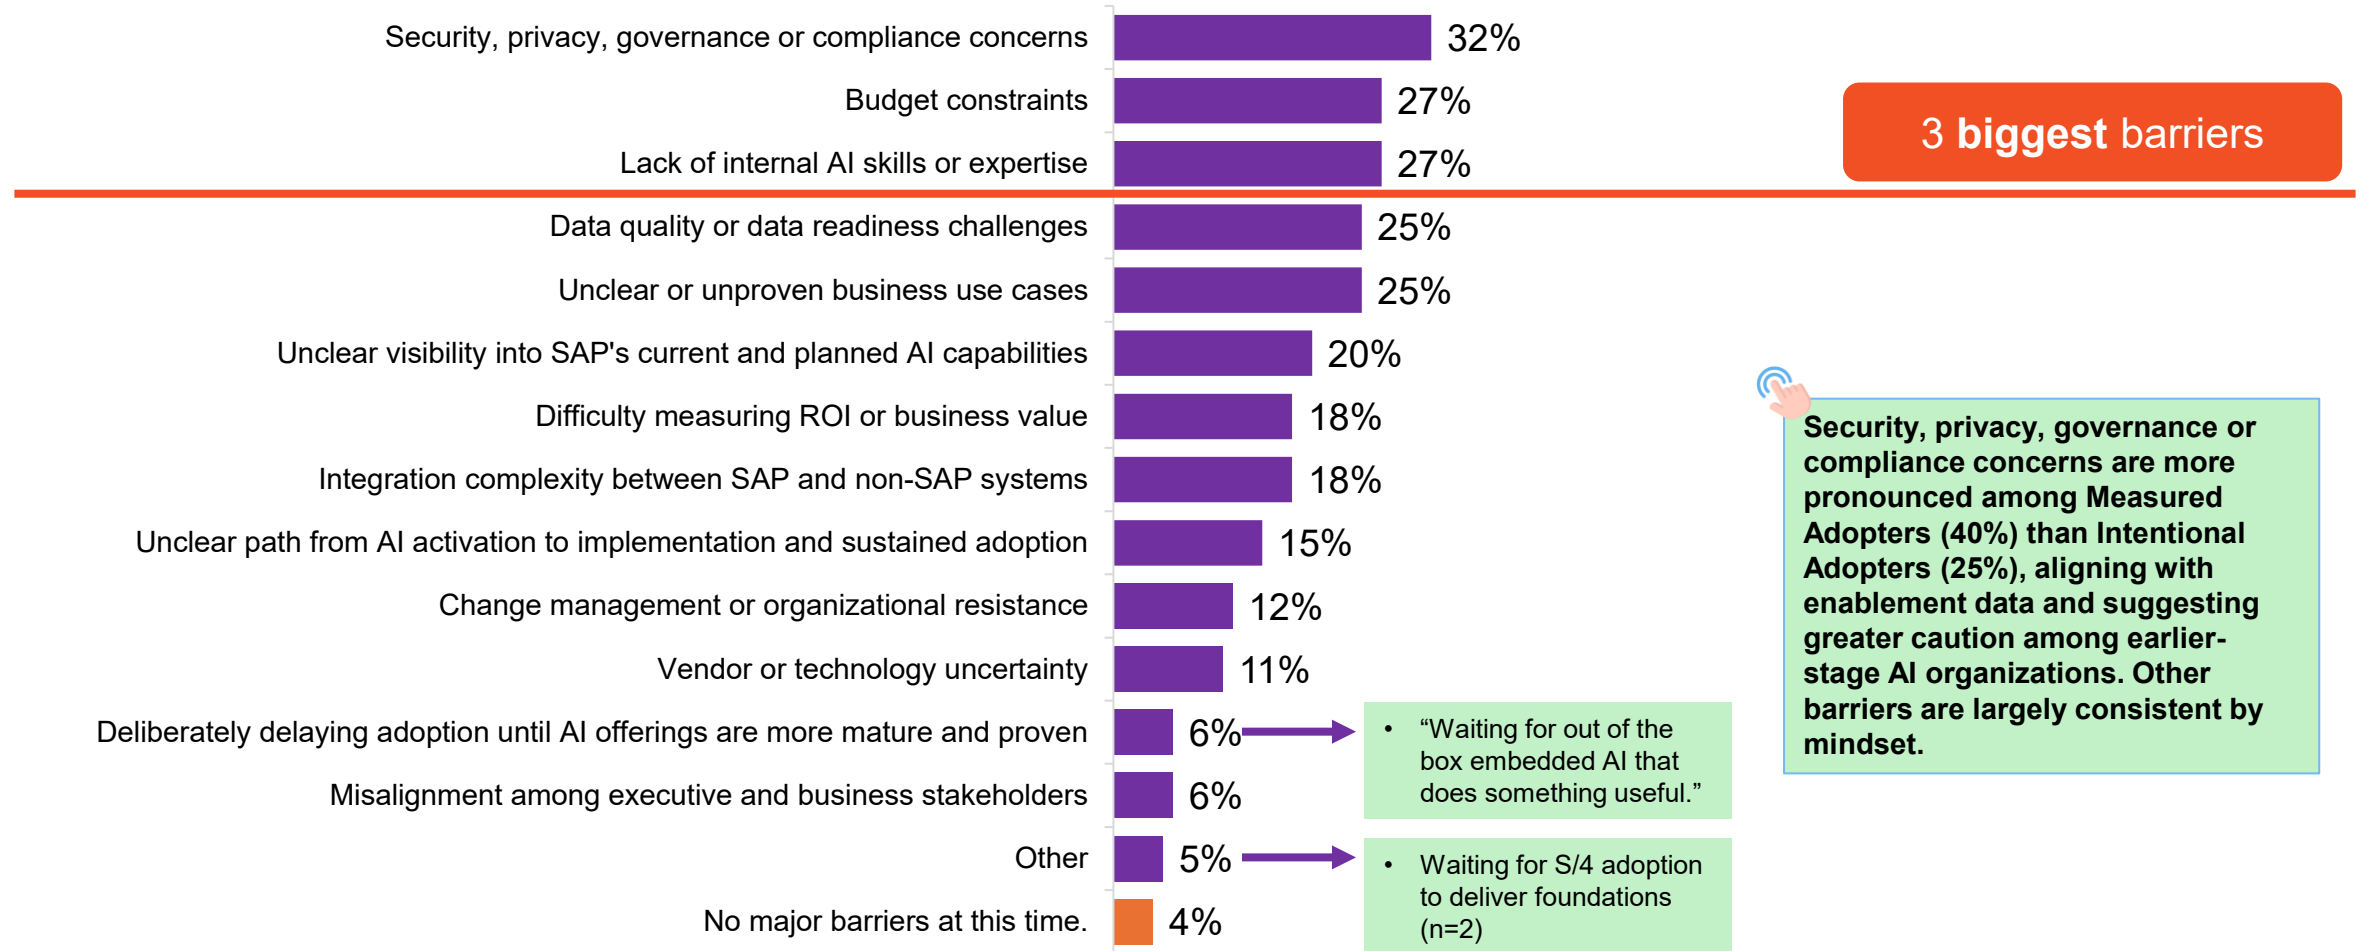 Security, privacy, governance or compliance concerns 32%
Budget constraints 27%
Lack of internal AI skills or expertise 27%
3 biggest barriers
Data quality or data readiness challenges 25%
Unclear or unproven business use cases 25%
Unclear visibility into SAP's current and planned AI capabilities 20%
Difficulty measuring ROI or business value 18%
Integration complexity between SAP and non-SAP systems 18%
Unclear path from AI activation to implementation and sustained adoption 15%
Change management or organizational resistance 12%
Vendor or technology uncertainty 11%
Deliberately delaying adoption until AI offerings are more mature and proven 6%
Misalignment among executive and business stakeholders 6%
Other 5%
No major barriers at this time. 4%
• “Waiting for out of the
box embedded AI that
does something useful.”
• Waiting for S/4 adoption
to deliver foundations
(n=2)
Security, privacy, governance or
compliance concerns are more
pronounced among Measured
Adopters (40%) than Intentional
Adopters (25%), aligning with
enablement data and suggesting
greater caution among earlier-
stage AI organizations. Other
barriers are largely consistent by
mindset.